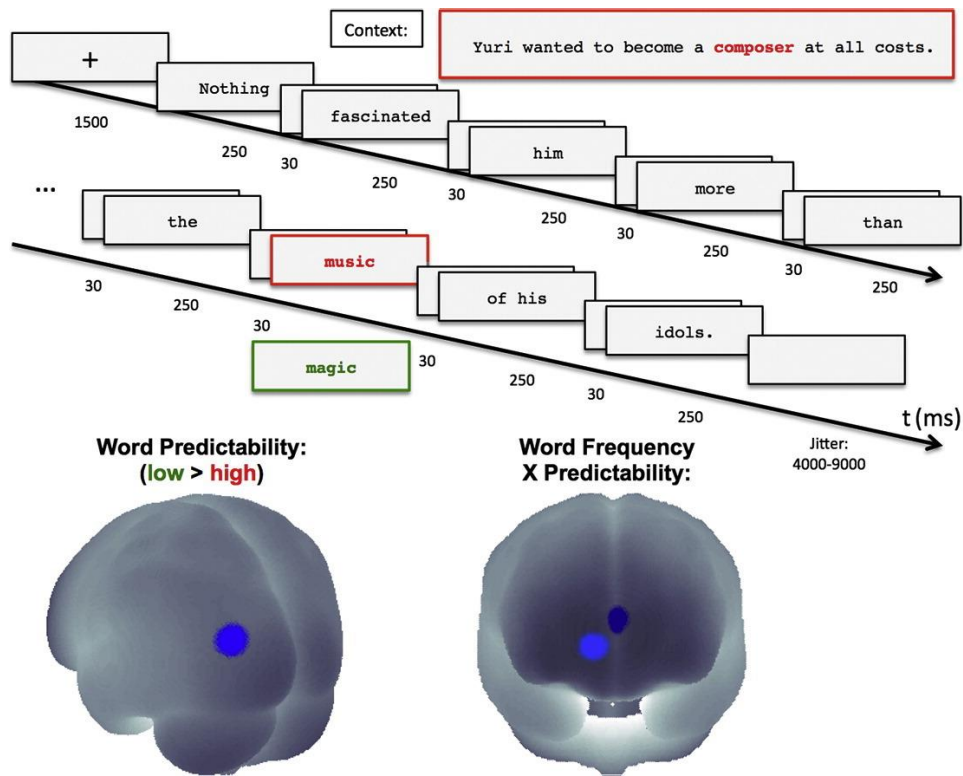 Context:
Yuri wanted to become a composer at all costs.
+
Nothing
fascinated
him
more
than
1500
250
30
250
30
250
30
250
30
250
...
the
music
of his
idols.
30
250
30
magic
30
250
30
250
t (ms)
Jitter:
4000-9000
Word Predictability:
(low > high)
Word Frequency
X Predictability: